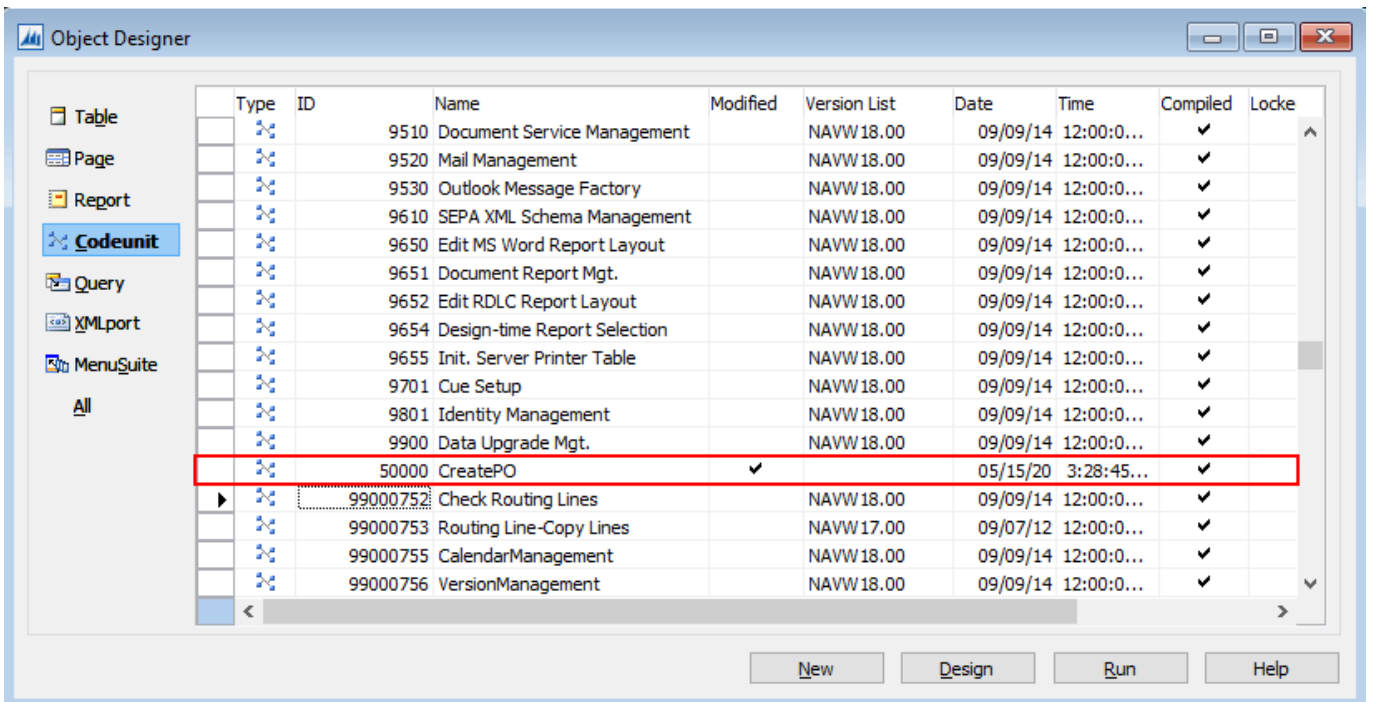 Object Designer
Table
Page
Report
Codeunit
Query
XMLport
MenuSuite
All
Type ID Name Modified Version List Date Time Compiled Locke
9510 Document Service Management NAVW18.00 09/09/14 12:00:0...
9520 Mail Management NAVW18.00 09/09/14 12:00:0...
9530 Outlook Message Factory NAVW18.00 09/09/14 12:00:0...
9610 SEPA XML Schema Management NAVW18.00 09/09/14 12:00:0...
9650 Edit MS Word Report Layout NAVW18.00 09/09/14 12:00:0...
9651 Document Report Mgt. NAVW18.00 09/09/14 12:00:0...
9652 Edit RDLC Report Layout NAVW18.00 09/09/14 12:00:0...
9654 Design-time Report Selection NAVW18.00 09/09/14 12:00:0...
9655 Init. Server Printer Table NAVW18.00 09/09/14 12:00:0...
9701 Cue Setup NAVW18.00 09/09/14 12:00:0...
9801 Identity Management NAVW18.00 09/09/14 12:00:0...
9900 Data Upgrade Mgt. NAVW18.00 09/09/14 12:00:0...
50000 CreatePO 05/15/20 3:28:45...
99000752 Check Routing Lines NAVW18.00 09/09/14 12:00:0...
99000753 Routing Line-Copy Lines NAVW17.00 09/07/12 12:00:0...
99000755 CalendarManagement NAVW18.00 09/09/14 12:00:0...
99000756 VersionManagement NAVW18.00 09/09/14 12:00:0...
New Design Run Help